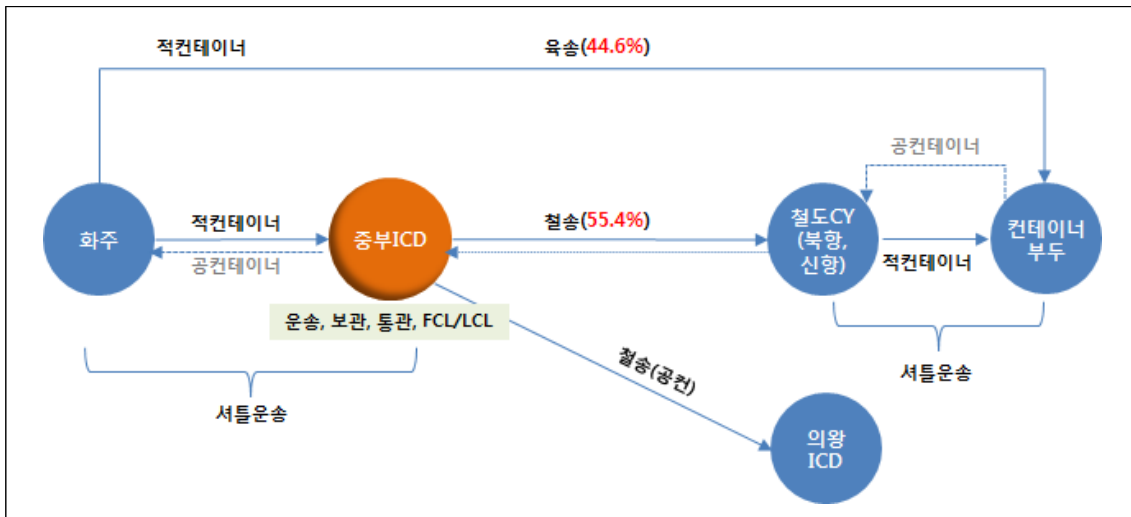 적컨테이너
육송(44.6%)
공컨테이너
화주
적컨테이너
공컨테이너
중부ICD
철송(55.4%)
철도CY
(북항,
신항)
적컨테이너
컨테이너
부두
운송, 보관, 통관, FCL/LCL
셔틀운송
철송(공컨)
셔틀운송
의왕
ICD